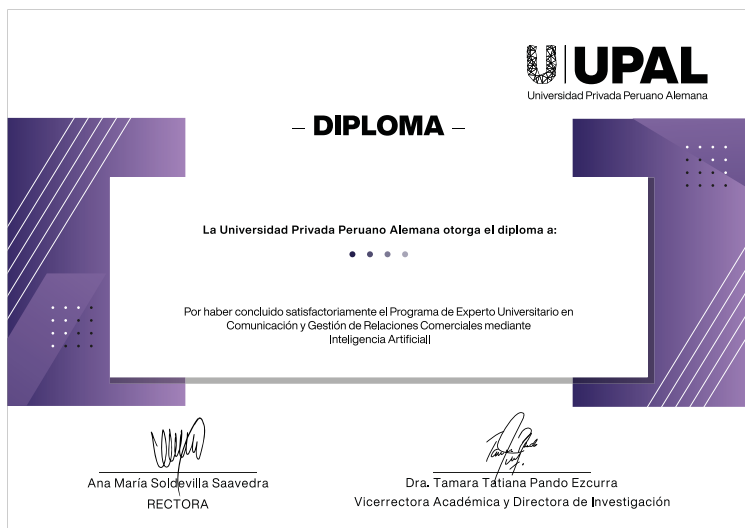 UPAL
Universidad Privada Peruano Alemana
– DIPLOMA –
La Universidad Privada Peruano Alemana otorga el diploma a:
Por haber concluido satisfactoriamente el Programa de Experto Universitario en
Comunicación y Gestión de Relaciones Comerciales mediante
Inteligencia Artificiall
Ana María Soldevilla Saavedra
RECTORA
Dra. Tamara Tatiana Pando Ezcurra
Vicerrectora Académica y Directora de Investigación